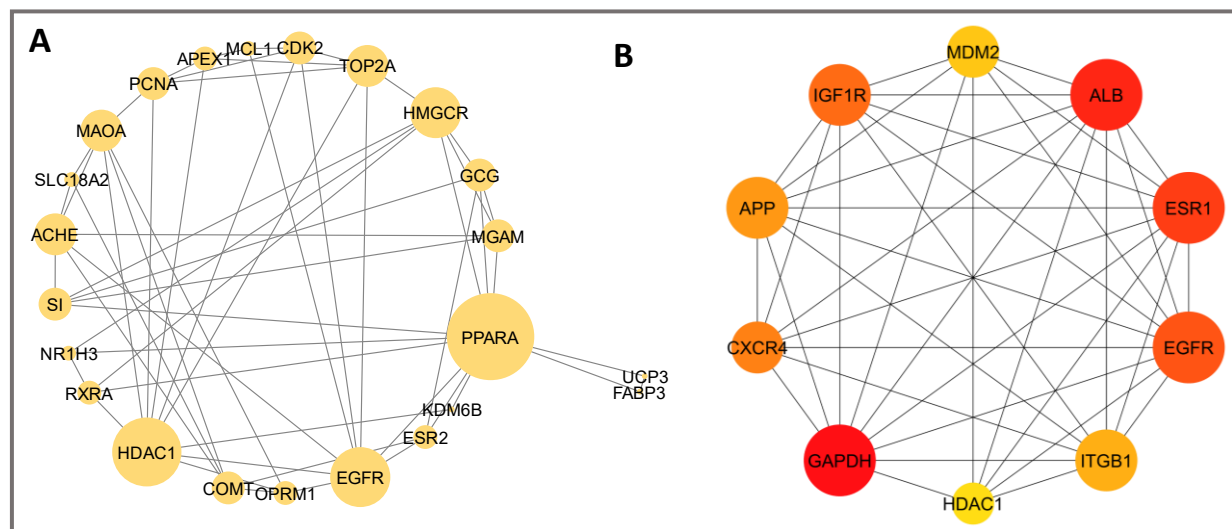 A
MCL1
CDK2
APEX1
TOP2A
PCNA
HMGCR
MAOA
GCG
SLC18A2
ACHE
MGAM
SI
PPARA
NR1H3
UCP3
RXRA
FABP3
KDM6B
ESR2
HDAC1
EGFR
COMT
OPRM1
B
MDM2
IGF1R
ALB
APP
ESR1
CXCR4
EGFR
GAPDH
ITGB1
HDAC1